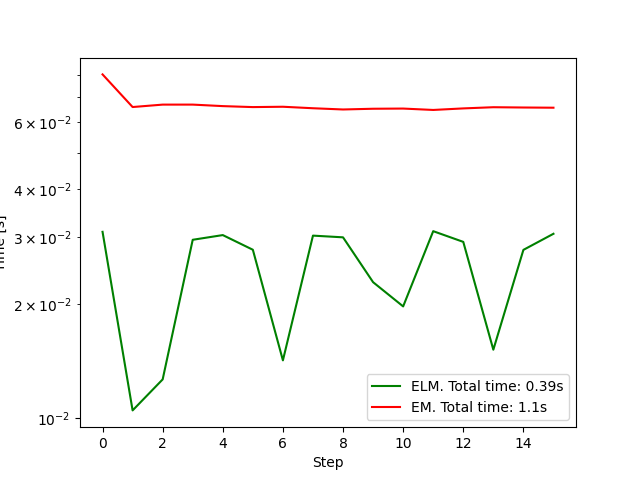 6 × 10⁻²
4 × 10⁻²
3 × 10⁻²
2 × 10⁻²
10⁻²
Time [s]
ELM. Total time: 0.39s
EM. Total time: 1.1s
0 2 4 6 8 10 12 14
Step